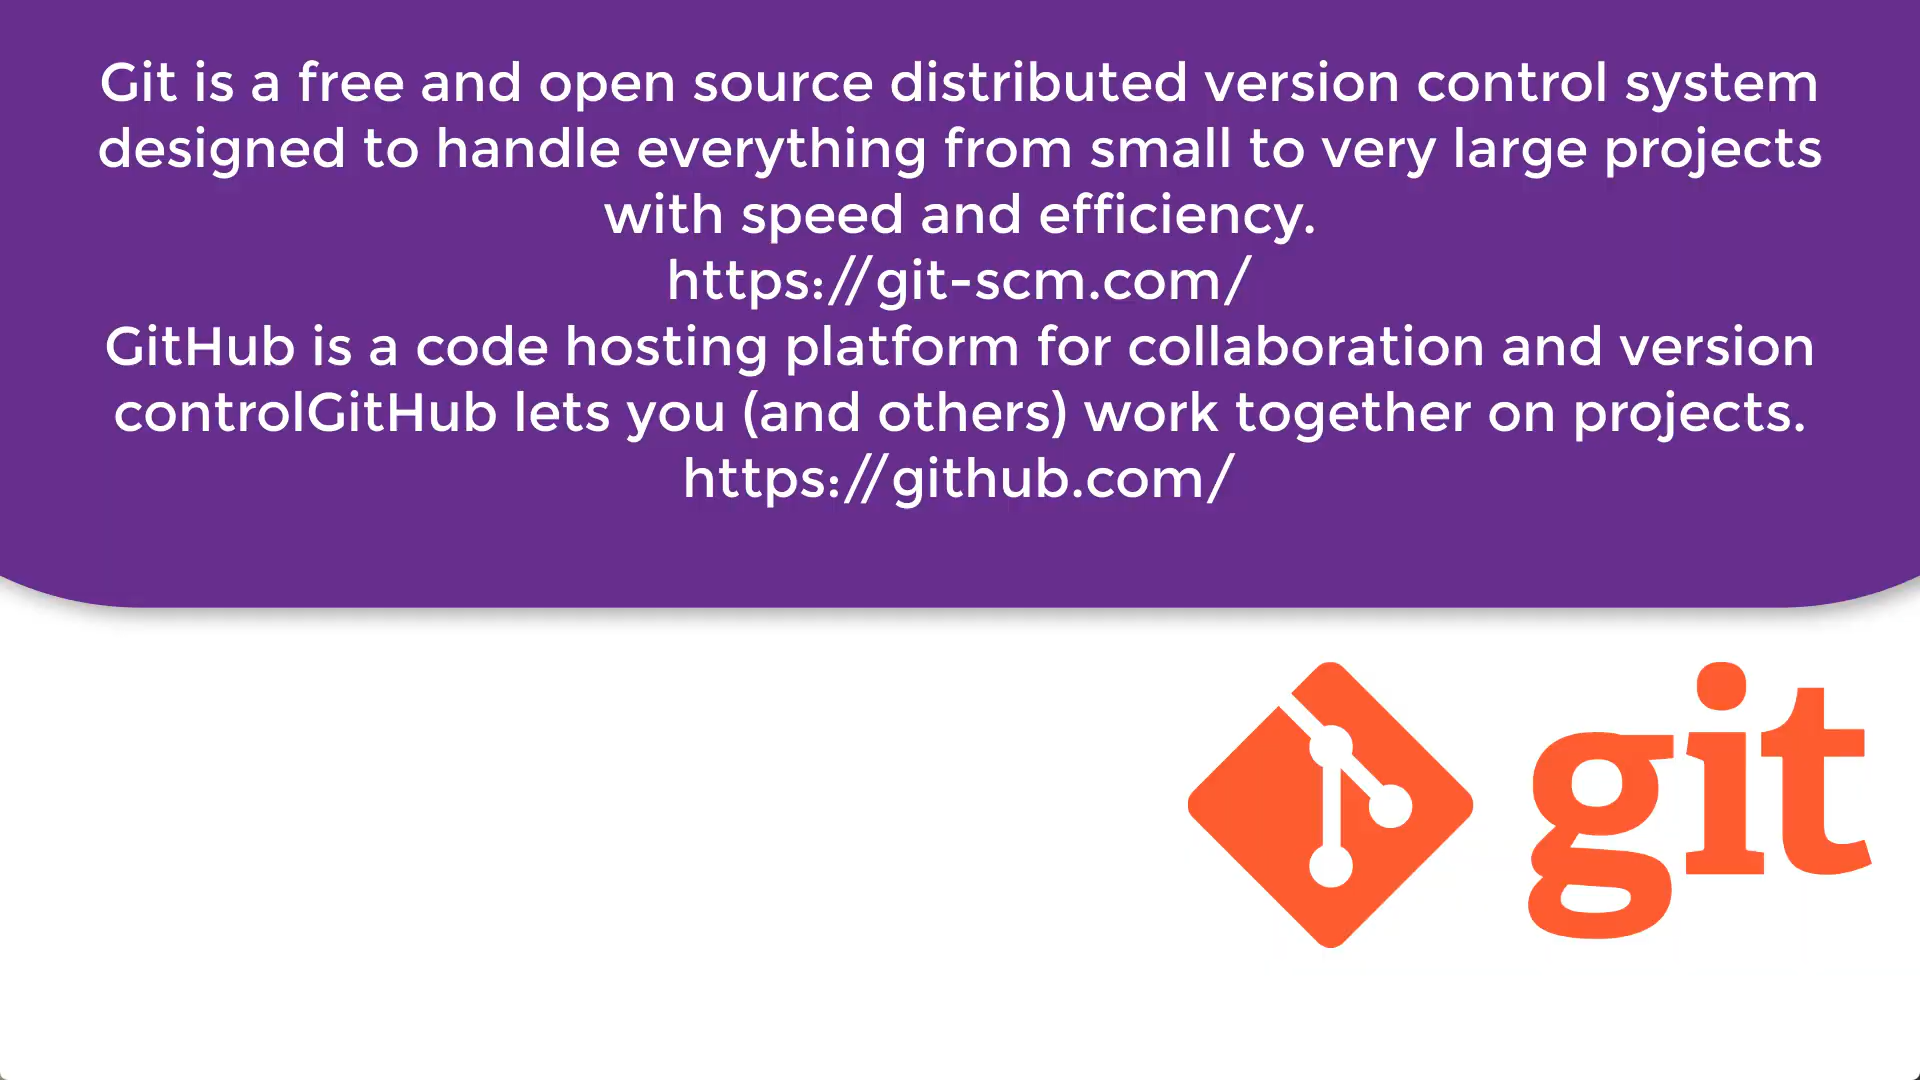 Git is a free and open source distributed version control system
designed to handle everything from small to very large projects
with speed and efficiency.
https://git-scm.com/
GitHub is a code hosting platform for collaboration and version
controlGitHub lets you (and others) work together on projects.
https://github.com/
git